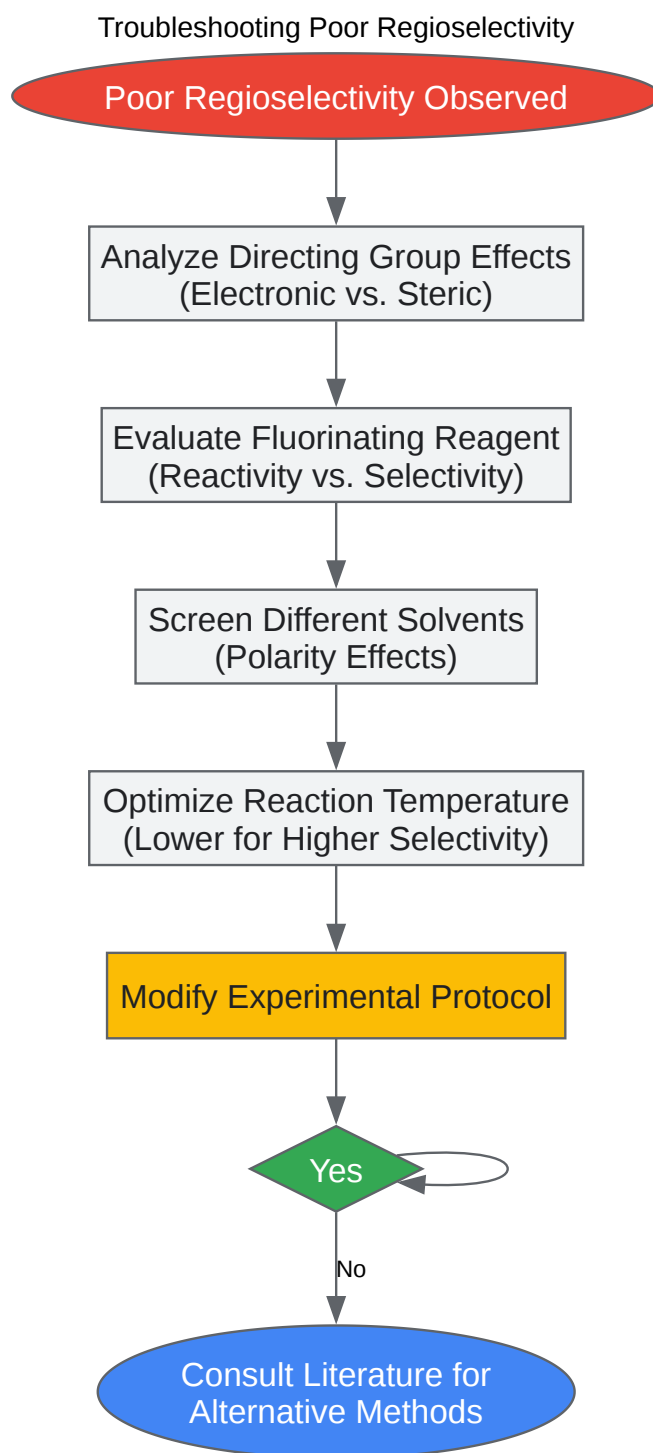 Troubleshooting Poor Regioselectivity
Poor Regioselectivity Observed
Analyze Directing Group Effects
(Electronic vs. Steric)
Evaluate Fluorinating Reagent
(Reactivity vs. Selectivity)
Screen Different Solvents
(Polarity Effects)
Optimize Reaction Temperature
(Lower for Higher Selectivity)
Modify Experimental Protocol
Yes
No
Consult Literature for
Alternative Methods